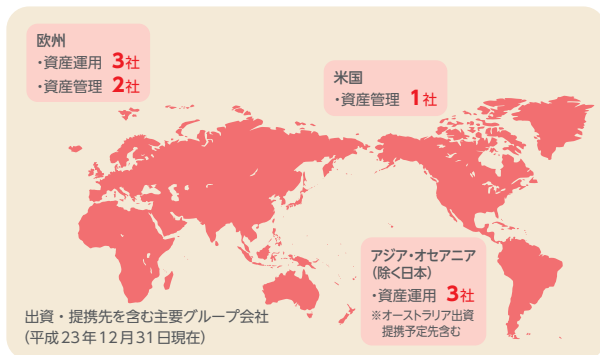 欧州
・資産運用 3社
・資産管理 2社
米国
・資産管理 1社
アジア・オセアニア
（除く日本）
・資産運用 3社
※オーストラリア出資
提携予定先含む
出資・提携先を含む主要グループ会社
（平成23年12月31日現在）